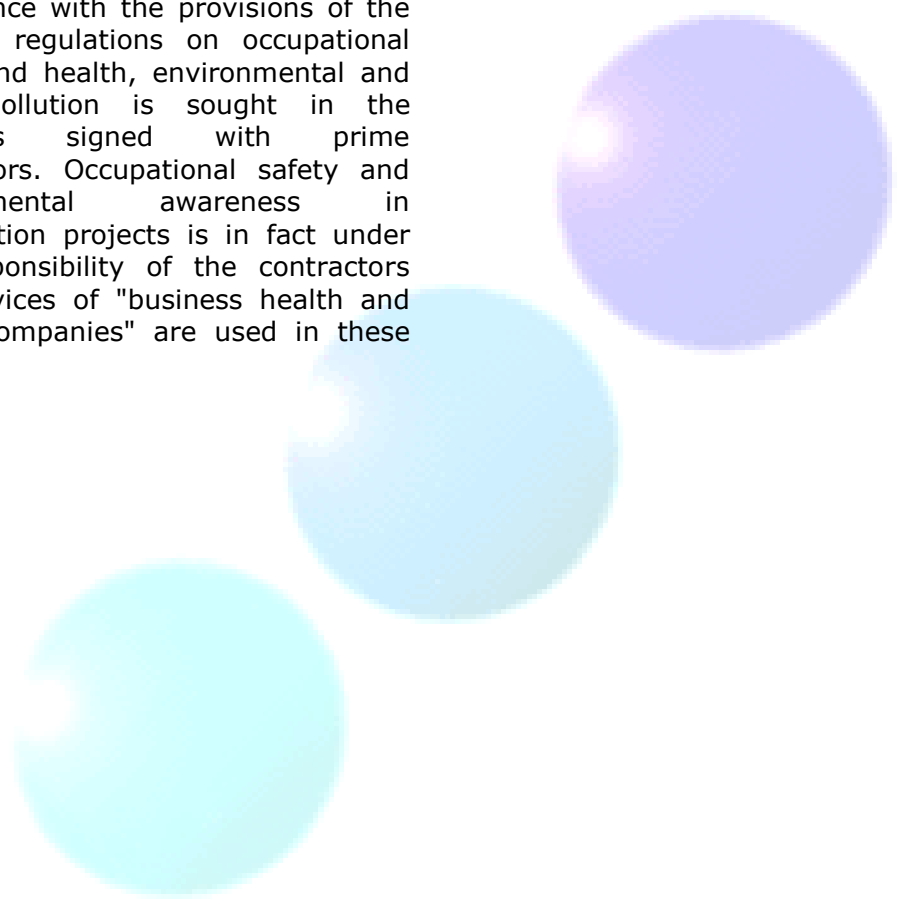 nce with the provisions of the
regulations on occupational
nd health, environmental and
ollution is sought in the
s signed with prime
ors. Occupational safety and
mental awareness in
tion projects is in fact under
ponsibility of the contractors
vices of "business health and
ompanies" are used in these